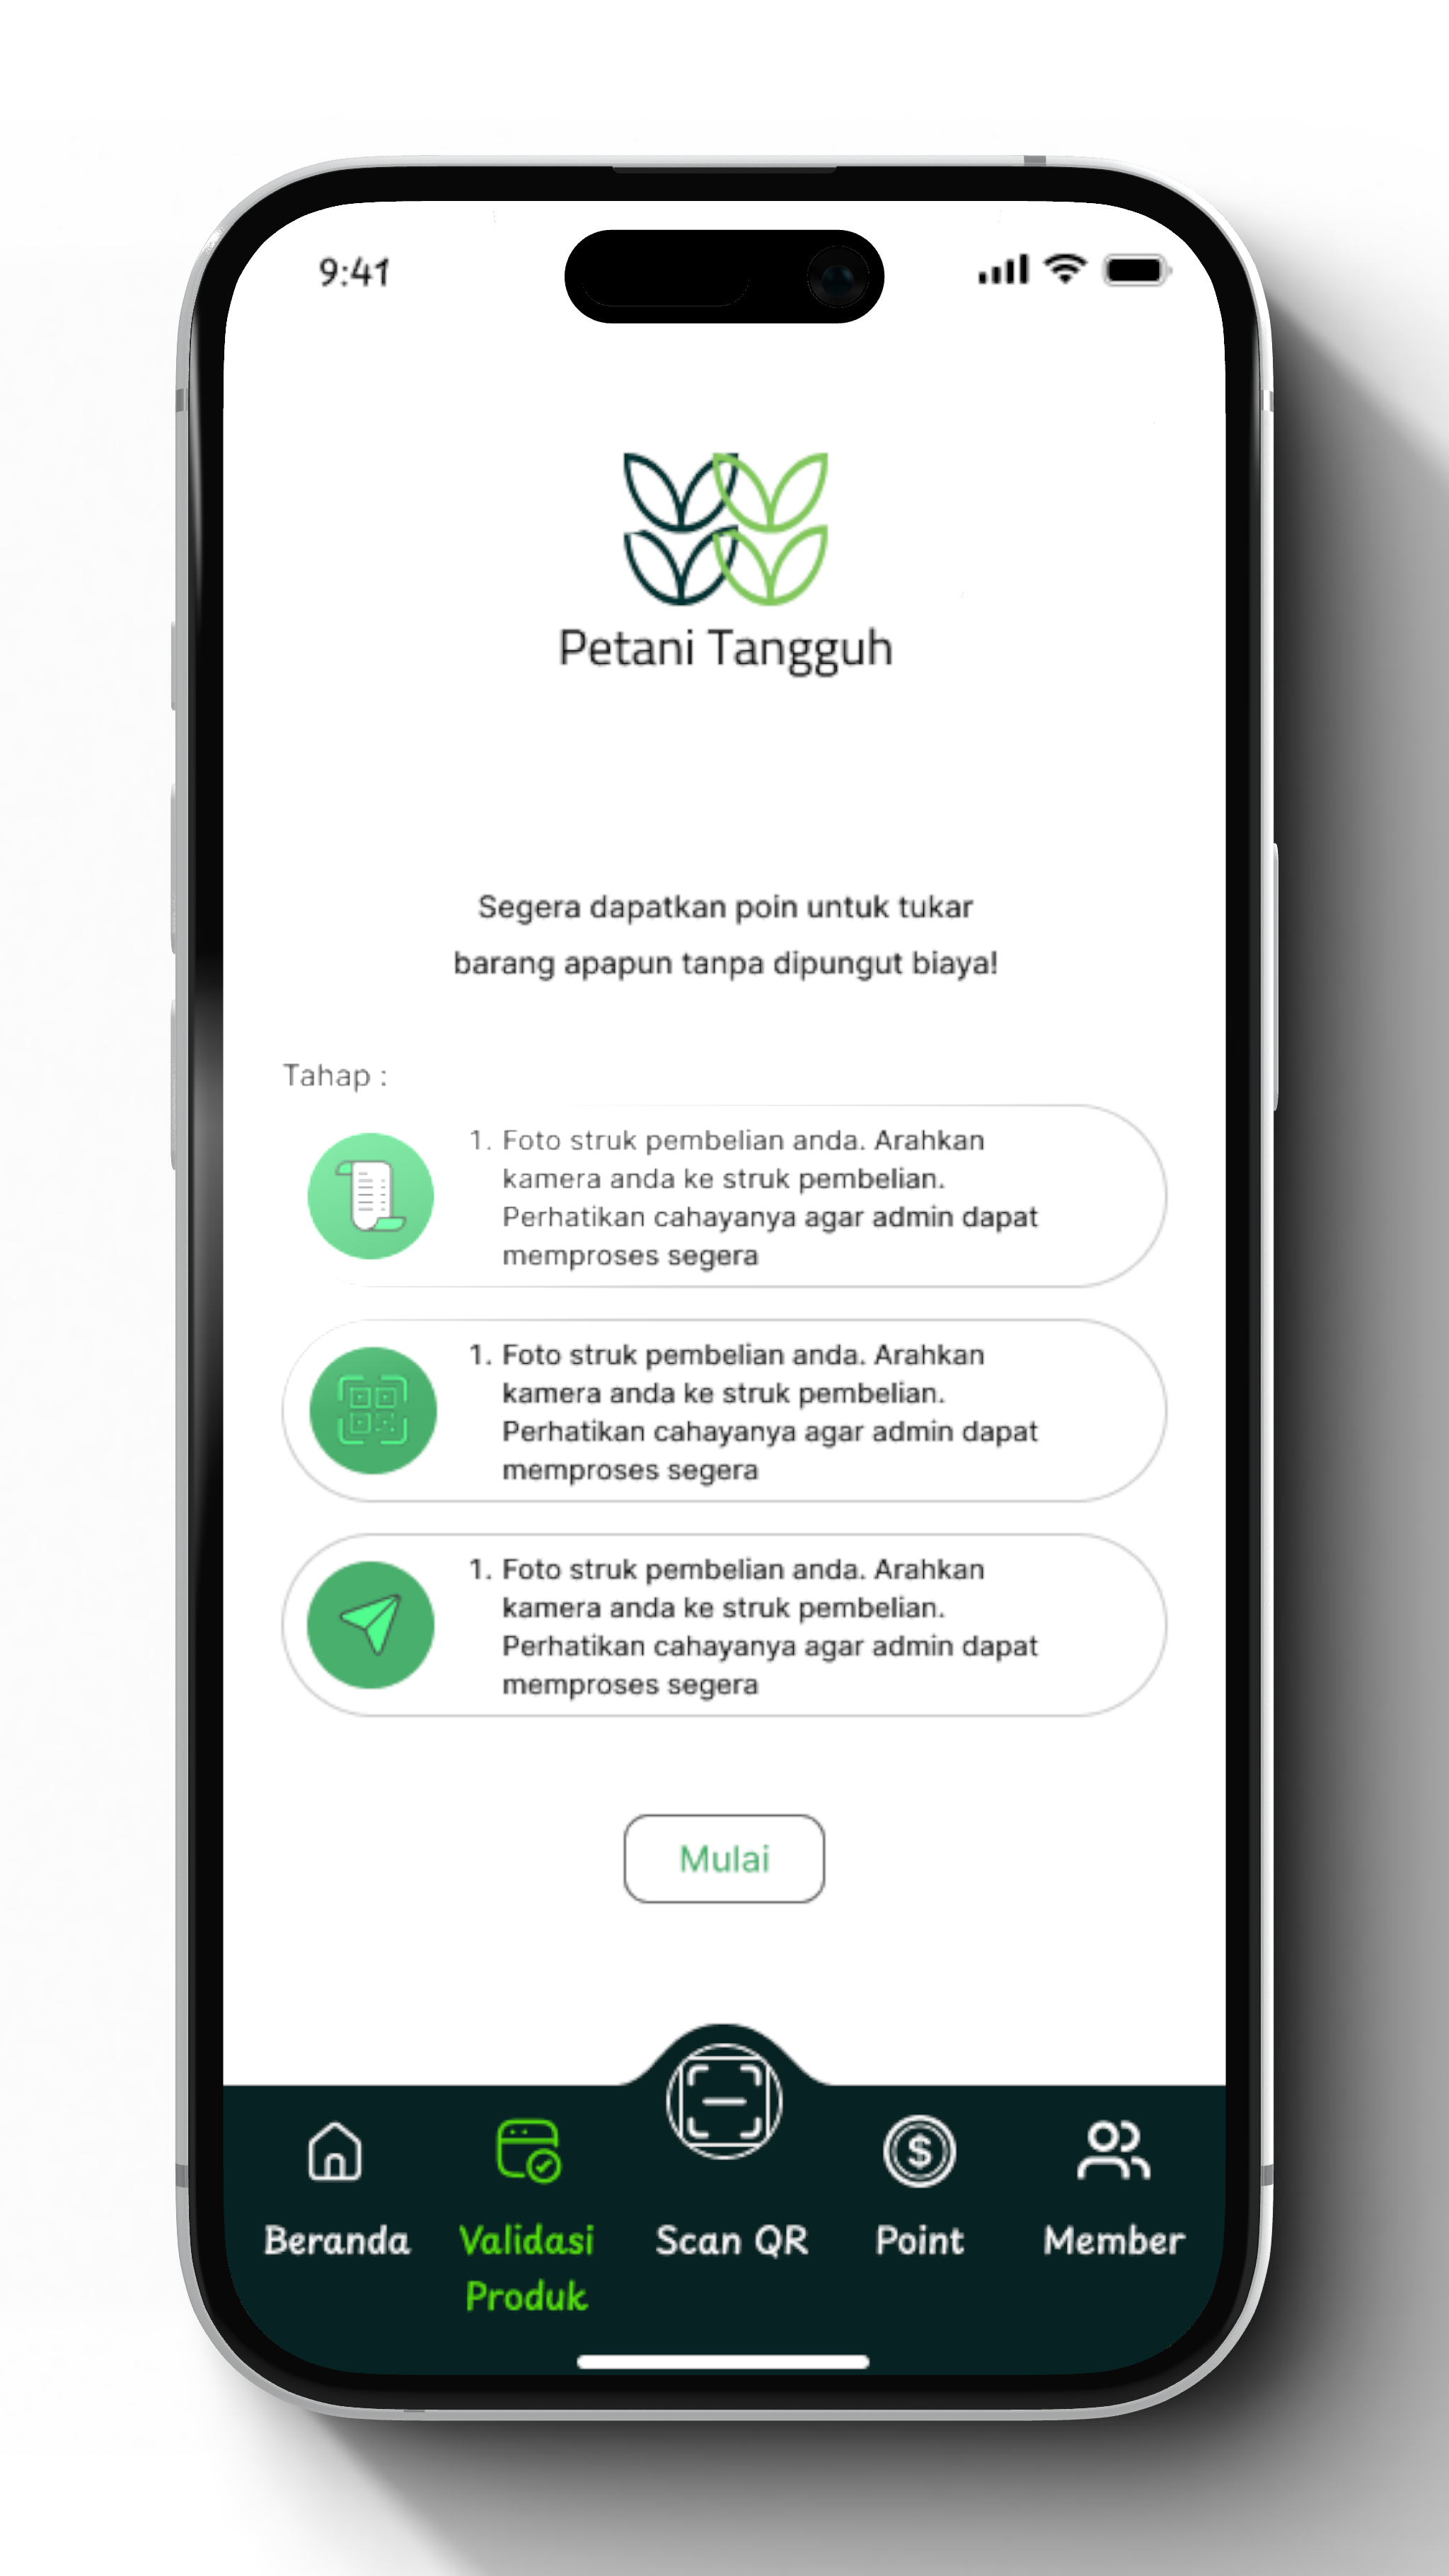 9:41
Petani Tangguh
Segera dapatkan poin untuk tukar
barang apapun tanpa dipungut biaya!
Tahap :
1. Foto struk pembelian anda. Arahkan
kamera anda ke struk pembelian.
Perhatikan cahayanya agar admin dapat
memproses segera
1. Foto struk pembelian anda. Arahkan
kamera anda ke struk pembelian.
Perhatikan cahayanya agar admin dapat
memproses segera
1. Foto struk pembelian anda. Arahkan
kamera anda ke struk pembelian.
Perhatikan cahayanya agar admin dapat
memproses segera
Mulai
$
Beranda Validasi Scan QR Point Member
Produk